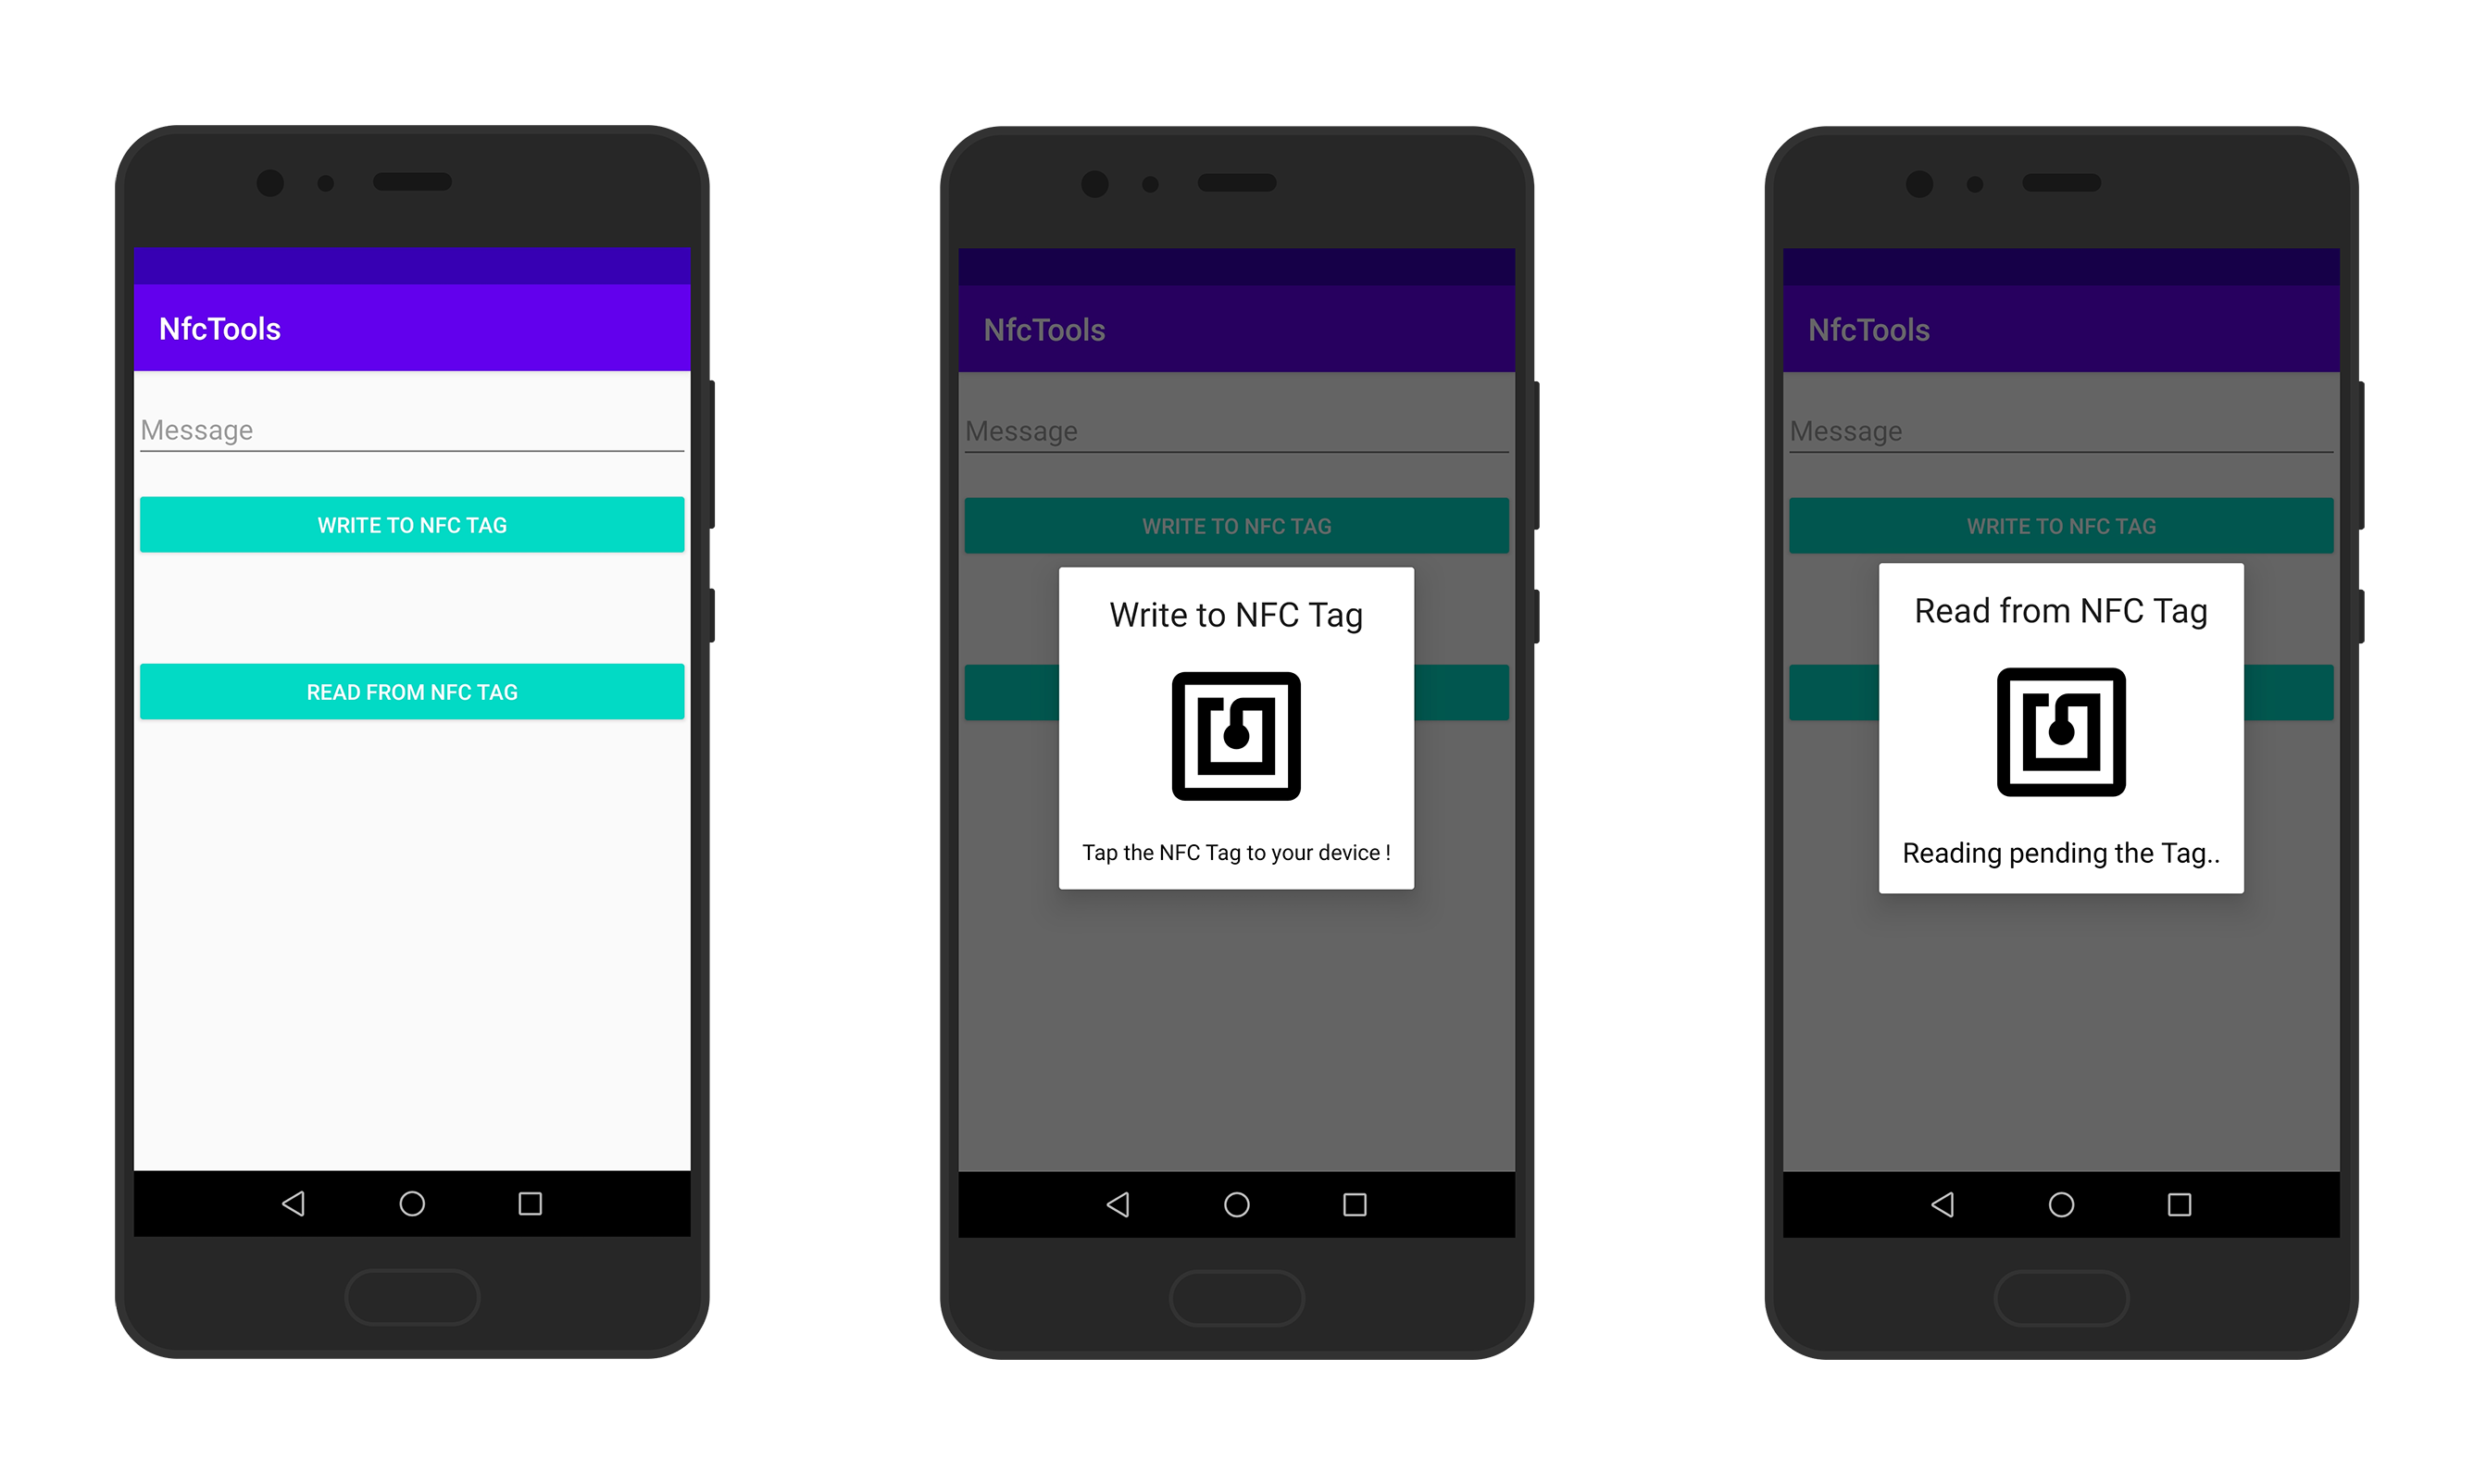 NfcTools
Message
WRITE TO NFC TAG
READ FROM NFC TAG
NfcTools
Message
WRITE TO NFC TAG
Write to NFC Tag
Tap the NFC Tag to your device !
NfcTools
Message
WRITE TO NFC TAG
Read from NFC Tag
Reading pending the Tag..